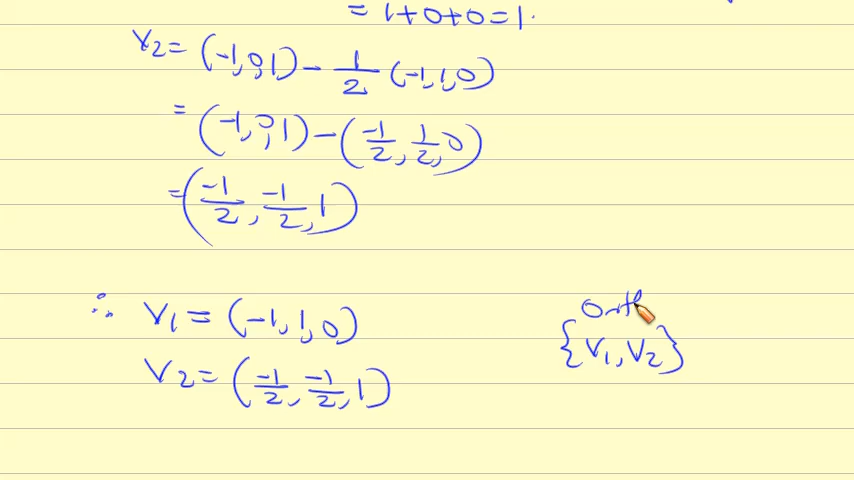 = 1+0+0=1.
V₂= (-1,0,1) - 1/2 (-1,1,0)
= (-1,0,1) - (-1/2, 1/2, 0)
= (-1/2, -1/2, 1)
∴ V₁ = (-1,1,0)
V₂ = (-1/2, -1/2, 1)
Orth
{V₁, V₂}